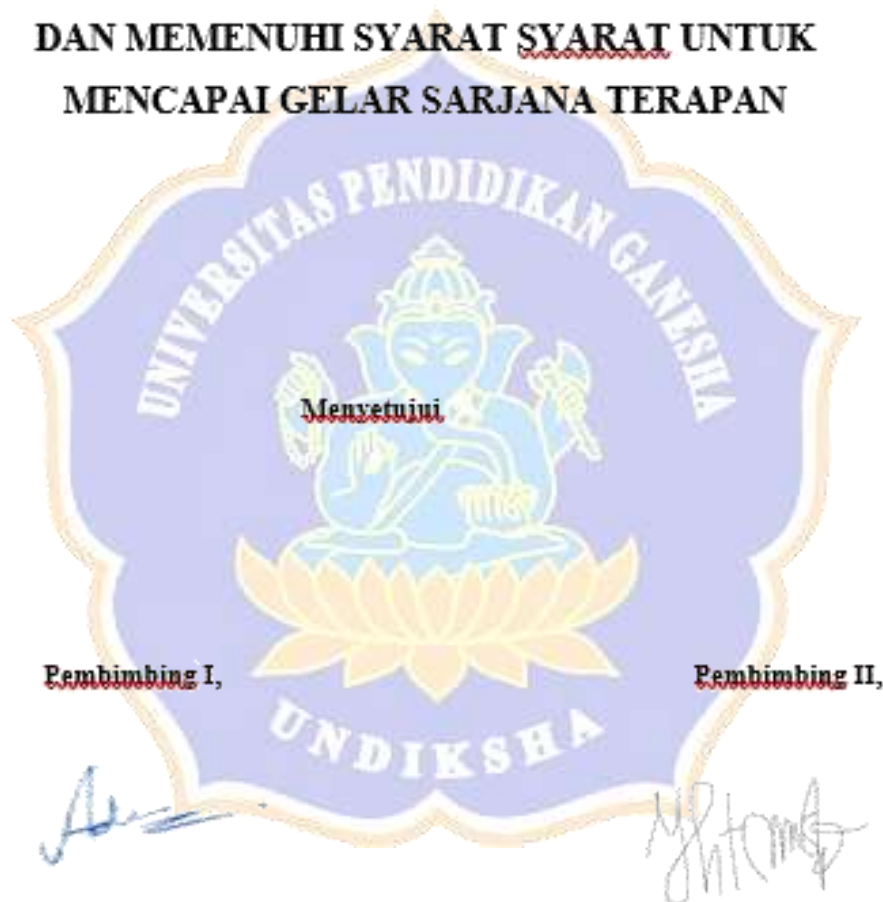 DAN MEMENUHI SYARAT SYARAT UNTUK
MENCAPAI GELAR SARJANA TERAPAN
UNIVERSITAS PENDIDIKAN GANESHA
Menyetujui
Pembimbing I,
Pembimbing II,
UNDIKSHA